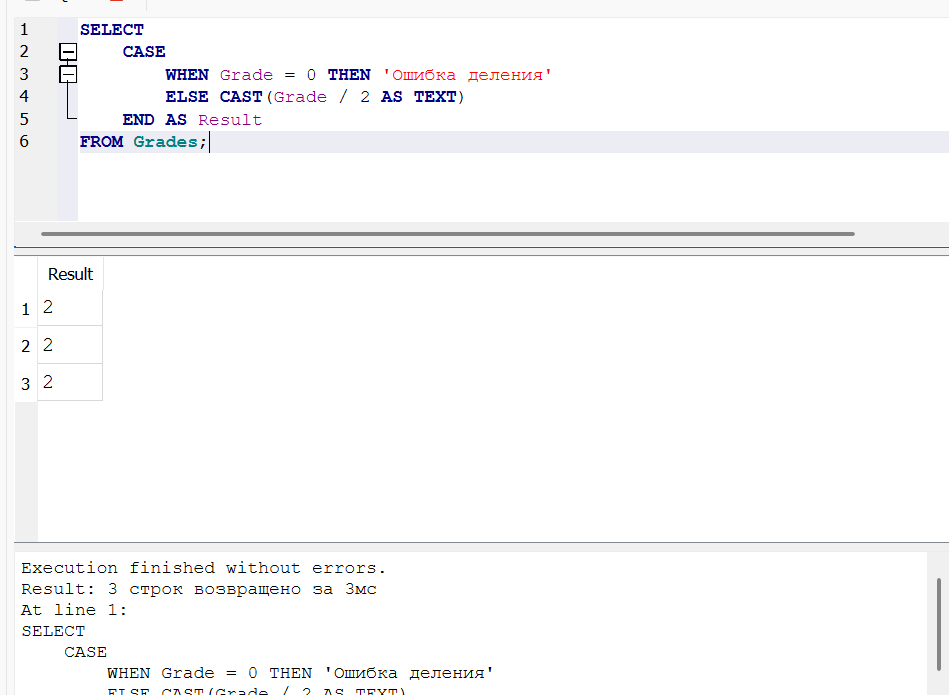 1 SELECT
2 CASE
3 WHEN Grade = 0 THEN 'Ошибка деления'
4 ELSE CAST(Grade / 2 AS TEXT)
5 END AS Result
6 FROM Grades;
Result
1 2
2 2
3 2
Execution finished without errors.
Result: 3 строк возвращено за 3мс
At line 1:
SELECT
CASE
WHEN Grade = 0 THEN 'Ошибка деления'
ELSE CAST(Grade / 2 AS TEXT)